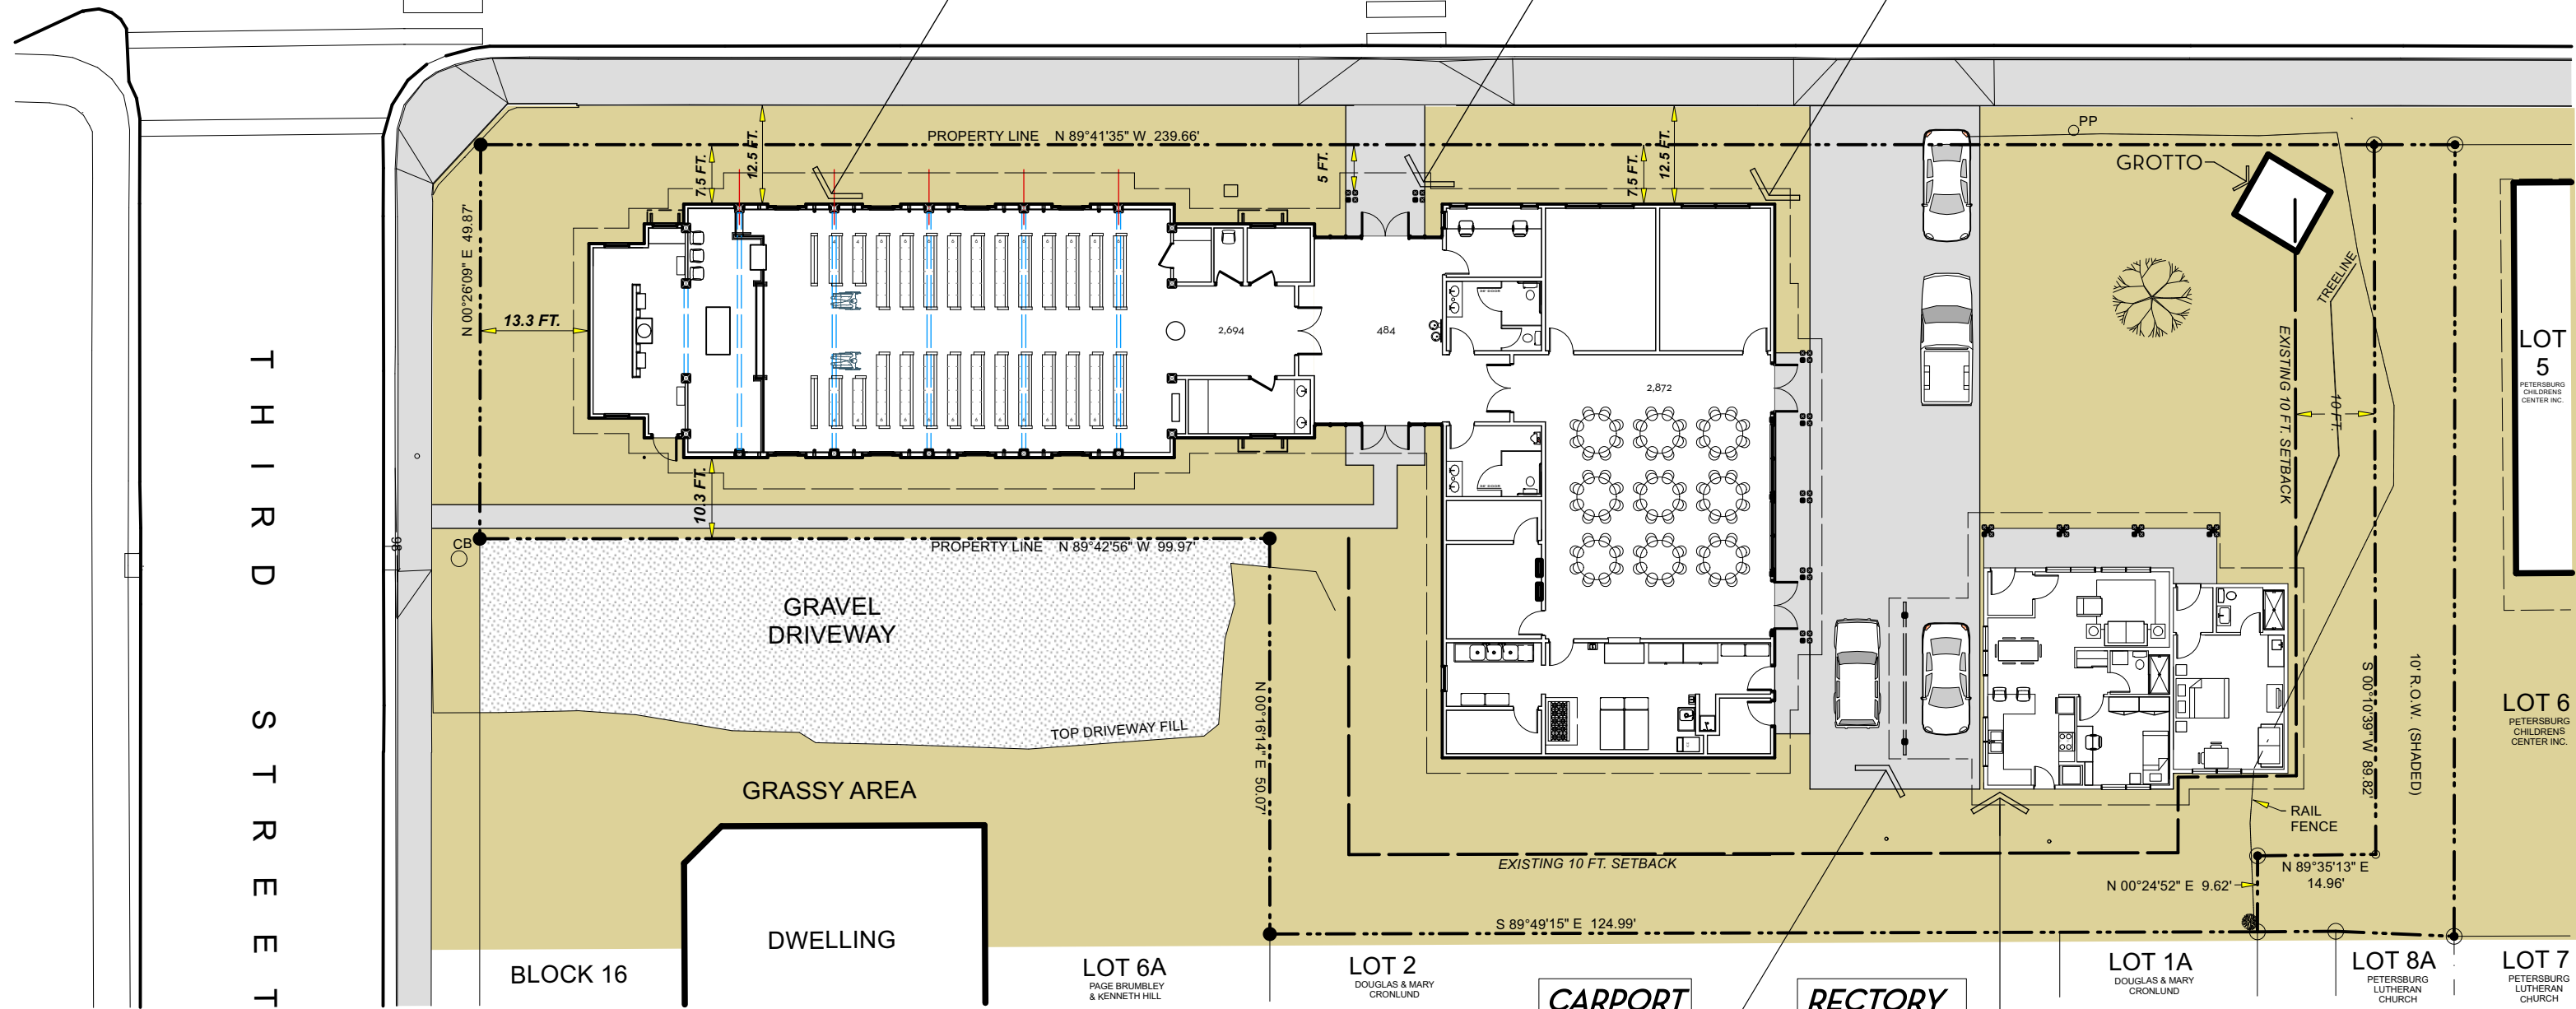 PROPERTY LINE N 89°41'35" W 239.66'
PP
GROTTO
7.5 FT.
12.5 FT.
5 FT.
7.5 FT.
12.5 FT.
N 00°26'09" E 49.87'
13.3 FT.
2,694
484
2,872
TREELINE
EXISTING 10 FT. SETBACK
10 FT.
LOT
5
PETERSBURG
CHILDRENS
CENTER INC.
THIRD STREET
10.3 FT.
CB
PROPERTY LINE N 89°42'56" W 99.97'
GRAVEL
DRIVEWAY
TOP DRIVEWAY FILL
N 00°16'14" E 50.07'
GRASSY AREA
S 00°10'39" W 89.82'
10' R.O.W. (SHADED)
LOT 6
PETERSBURG
CHILDRENS
CENTER INC.
RAIL
FENCE
EXISTING 10 FT. SETBACK
N 89°35'13" E
14.96'
N 00°24'52" E 9.62'
S 89°49'15" E 124.99'
DWELLING
BLOCK 16
LOT 6A
PAGE BRUMBLEY
& KENNETH HILL
LOT 2
DOUGLAS & MARY
CRONLUND
CARPORT
RECTORY
LOT 1A
DOUGLAS & MARY
CRONLUND
LOT 8A
PETERSBURG
LUTHERAN
CHURCH
LOT 7
PETERSBURG
LUTHERAN
CHURCH